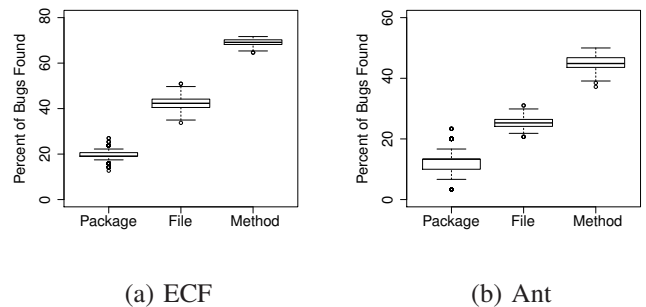 Percent of Bugs Found
80
60
40
20
0
Package File Method
(a) ECF
Percent of Bugs Found
60
40
20
0
Package File Method
(b) Ant